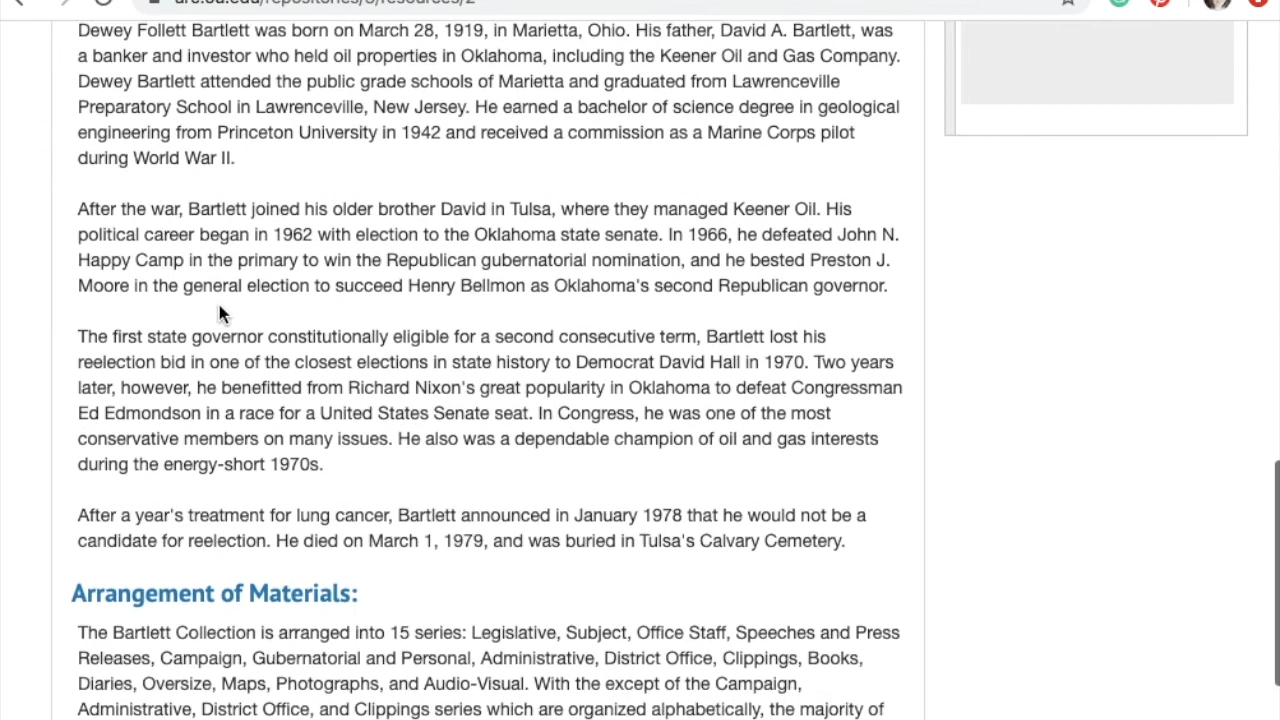 Dewey Follett Bartlett was born on March 28, 1919, in Marietta, Ohio. His father, David A. Bartlett, was
a banker and investor who held oil properties in Oklahoma, including the Keener Oil and Gas Company.
Dewey Bartlett attended the public grade schools of Marietta and graduated from Lawrenceville
Preparatory School in Lawrenceville, New Jersey. He earned a bachelor of science degree in geological
engineering from Princeton University in 1942 and received a commission as a Marine Corps pilot
during World War II.
After the war, Bartlett joined his older brother David in Tulsa, where they managed Keener Oil. His
political career began in 1962 with election to the Oklahoma state senate. In 1966, he defeated John N.
Happy Camp in the primary to win the Republican gubernatorial nomination, and he bested Preston J.
Moore in the general election to succeed Henry Bellmon as Oklahoma's second Republican governor.
The first state governor constitutionally eligible for a second consecutive term, Bartlett lost his
reelection bid in one of the closest elections in state history to Democrat David Hall in 1970. Two years
later, however, he benefitted from Richard Nixon's great popularity in Oklahoma to defeat Congressman
Ed Edmondson in a race for a United States Senate seat. In Congress, he was one of the most
conservative members on many issues. He also was a dependable champion of oil and gas interests
during the energy-short 1970s.
After a year's treatment for lung cancer, Bartlett announced in January 1978 that he would not be a
candidate for reelection. He died on March 1, 1979, and was buried in Tulsa's Calvary Cemetery.
Arrangement of Materials:
The Bartlett Collection is arranged into 15 series: Legislative, Subject, Office Staff, Speeches and Press
Releases, Campaign, Gubernatorial and Personal, Administrative, District Office, Clippings, Books,
Diaries, Oversize, Maps, Photographs, and Audio-Visual. With the except of the Campaign,
Administrative, District Office, and Clippings series which are organized alphabetically, the majority of